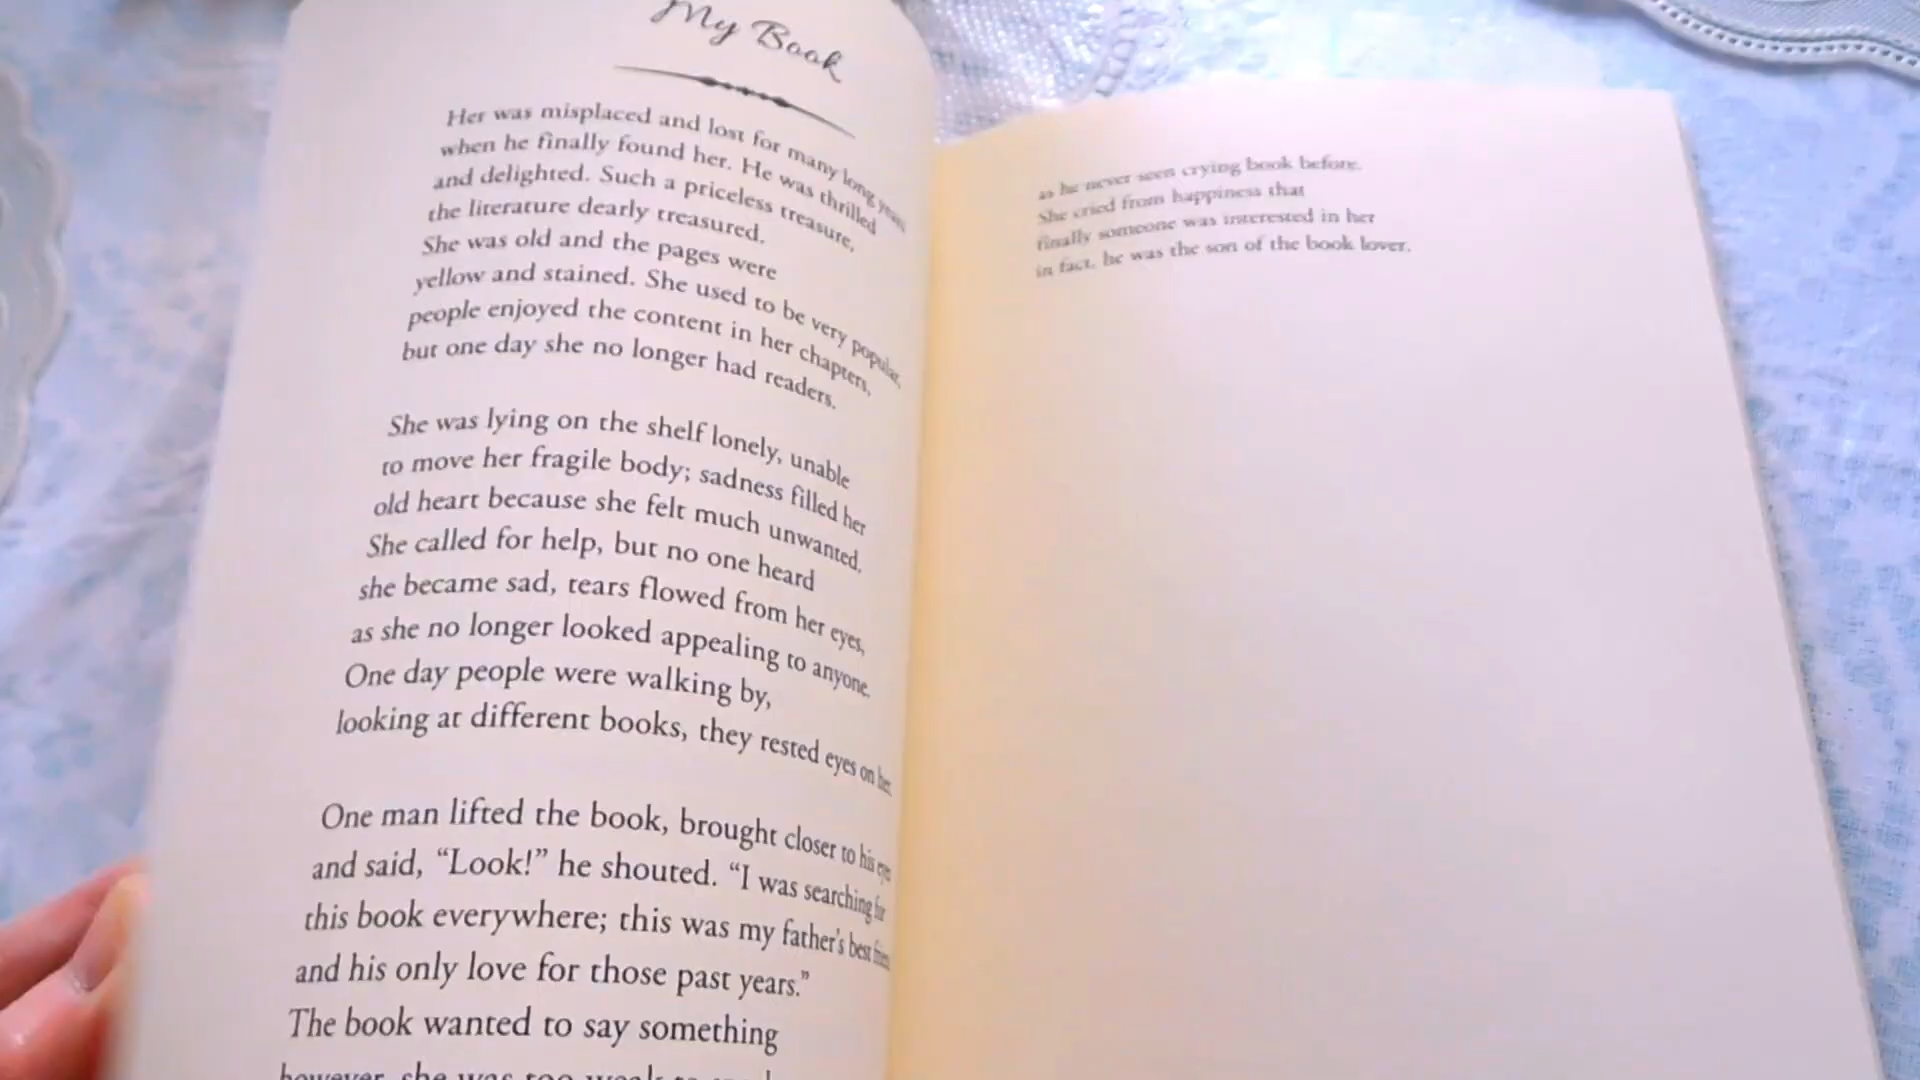 My Book
Her was misplaced and lost for many long years
when he finally found her. He was thrilled
and delighted. Such a priceless treasure,
the literature dearly treasured.
She was old and the pages were
yellow and stained. She used to be very popular,
people enjoyed the content in her chapters,
but one day she no longer had readers.
She was lying on the shelf lonely, unable
to move her fragile body; sadness filled her
old heart because she felt much unwanted.
She called for help, but no one heard
she became sad, tears flowed from her eyes,
as she no longer looked appealing to anyone.
One day people were walking by,
looking at different books, they rested eyes on her.
One man lifted the book, brought closer to his eyes
and said, “Look!” he shouted. “I was searching for
this book everywhere; this was my father's best friend
and his only love for those past years.”
The book wanted to say something
however, she was too weak to
as he never seen crying book before.
She cried from happiness that
finally someone was interested in her
in fact, he was the son of the book lover.